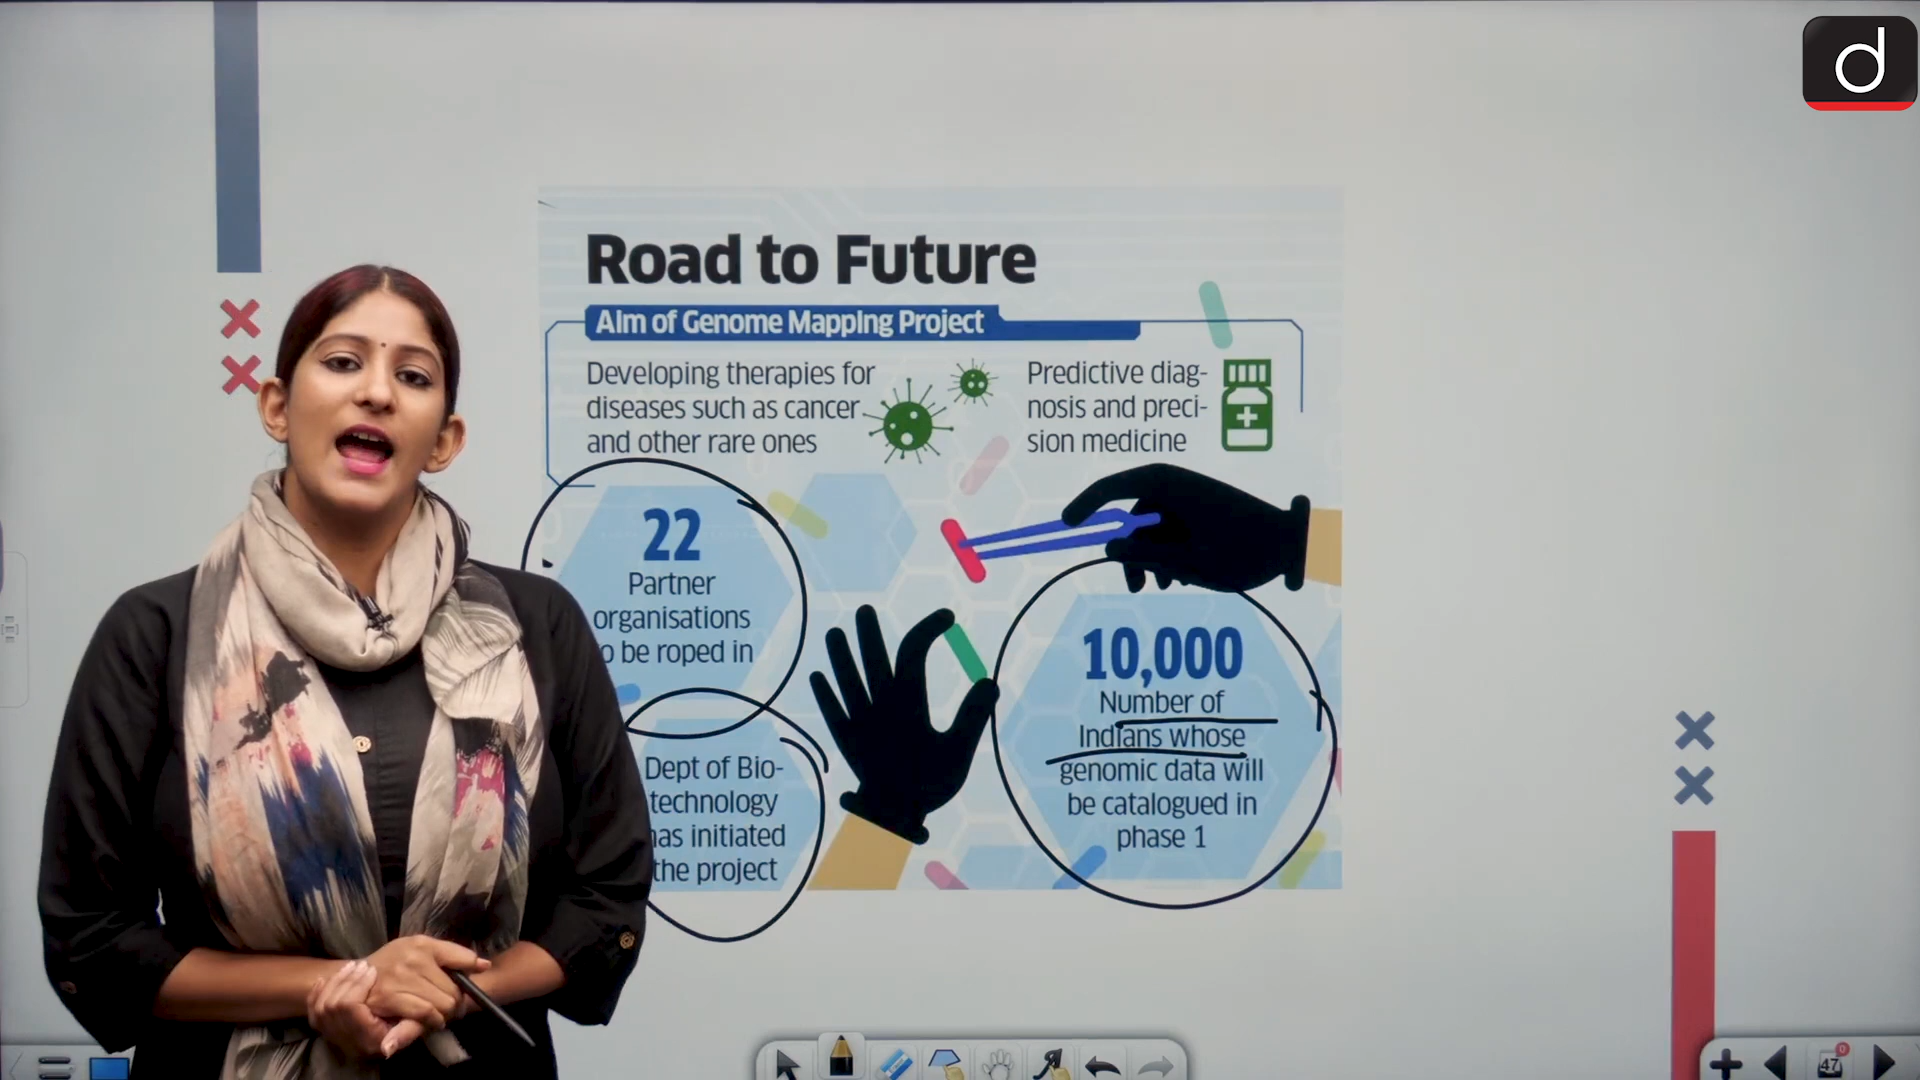 d
Road to Future
Aim of Genome Mapping Project
Developing therapies for
diseases such as cancer
and other rare ones
Predictive diag-
nosis and preci-
sion medicine
22
Partner
organisations
o be roped in
Dept of Bio-
technology
has initiated
the project
10,000
Number of
Indians whose
genomic data will
be catalogued in
phase 1
47
0